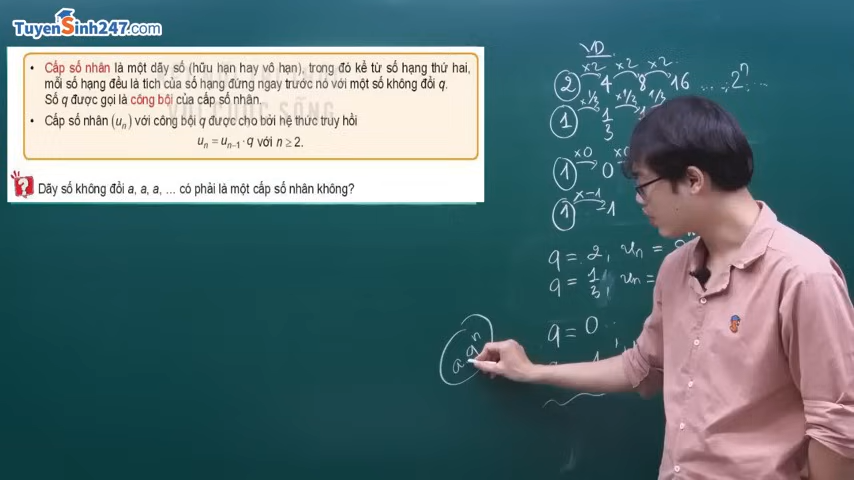 TuyenSinh247.com
• Cấp số nhân là một dãy số (hữu hạn hay vô hạn), trong đó kể từ số hạng thứ hai,
mỗi số hạng đều là tích của số hạng đứng ngay trước nó với một số không đổi q.
Số q được gọi là công bội của cấp số nhân.
• Cấp số nhân (uₙ) với công bội q được cho bởi hệ thức truy hồi
uₙ = uₙ₋₁ · q với n ≥ 2.
? Dãy số không đổi a, a, a, ... có phải là một cấp số nhân không?
VD
×2 ×2 ×2
2 4 8 16 ..... 2ⁿ ...
×1/3 ×1/3 1/3
1 1/3
×0
1 0
×-1
1 -1
q = 2, uₙ =
q = 1/3, uₙ =
q = 0